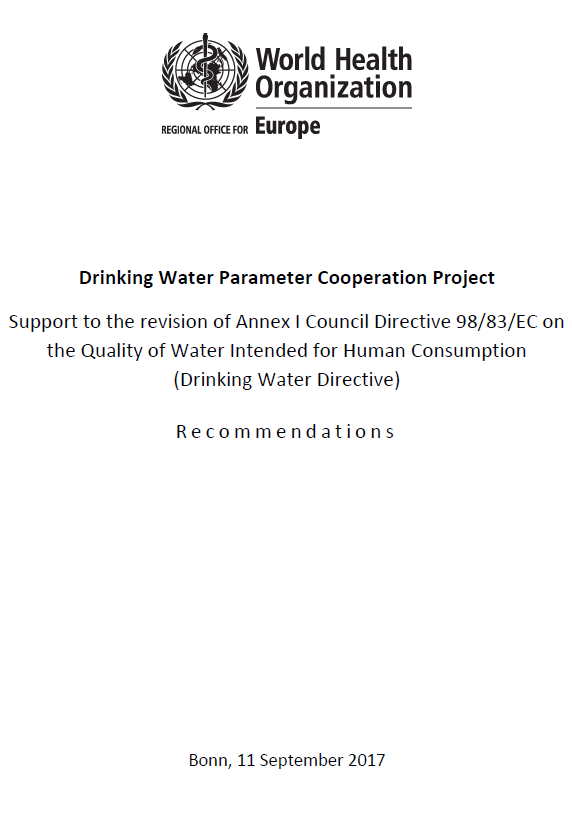 World Health
Organization
REGIONAL OFFICE FOR Europe
Drinking Water Parameter Cooperation Project
Support to the revision of Annex I Council Directive 98/83/EC on
the Quality of Water Intended for Human Consumption
(Drinking Water Directive)
Recommendations
Bonn, 11 September 2017